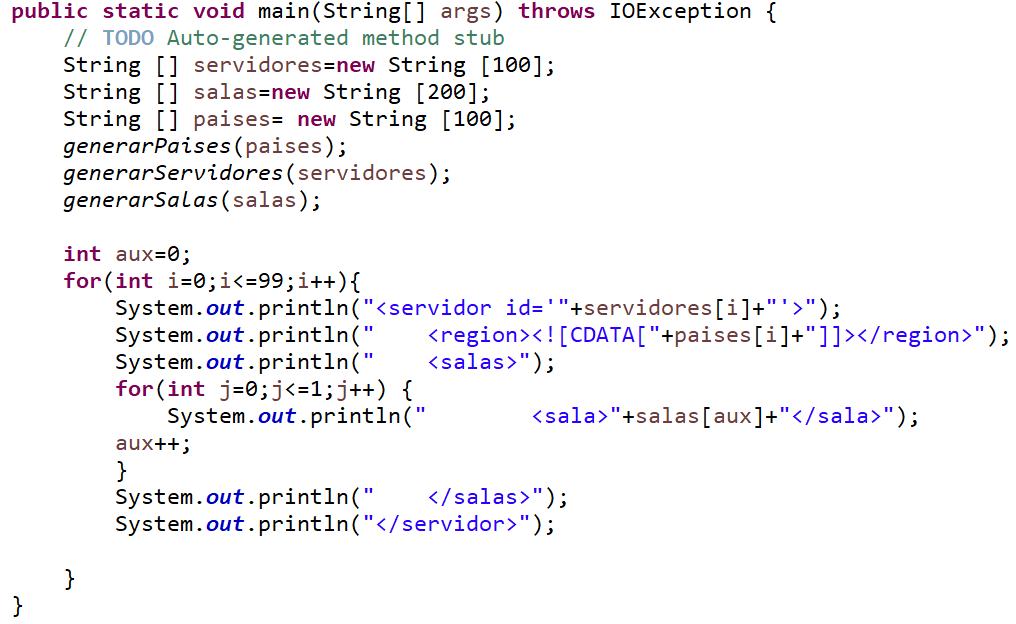 public static void main(String[] args) throws IOException {
    // TODO Auto-generated method stub
    String [] servidores=new String [100];
    String [] salas=new String [200];
    String [] paises= new String [100];
    generarPaises(paises);
    generarServidores(servidores);
    generarSalas(salas);

    int aux=0;
    for(int i=0;i<=99;i++){
        System.out.println("<servidor id='"+servidores[i]+"'>");
        System.out.println("    <region><![CDATA["+paises[i]+"]]></region>");
        System.out.println("    <salas>");
        for(int j=0;j<=1;j++) {
            System.out.println("        <sala>"+salas[aux]+"</sala>");
        aux++;
        }
        System.out.println("    </salas>");
        System.out.println("</servidor>");

    }
}